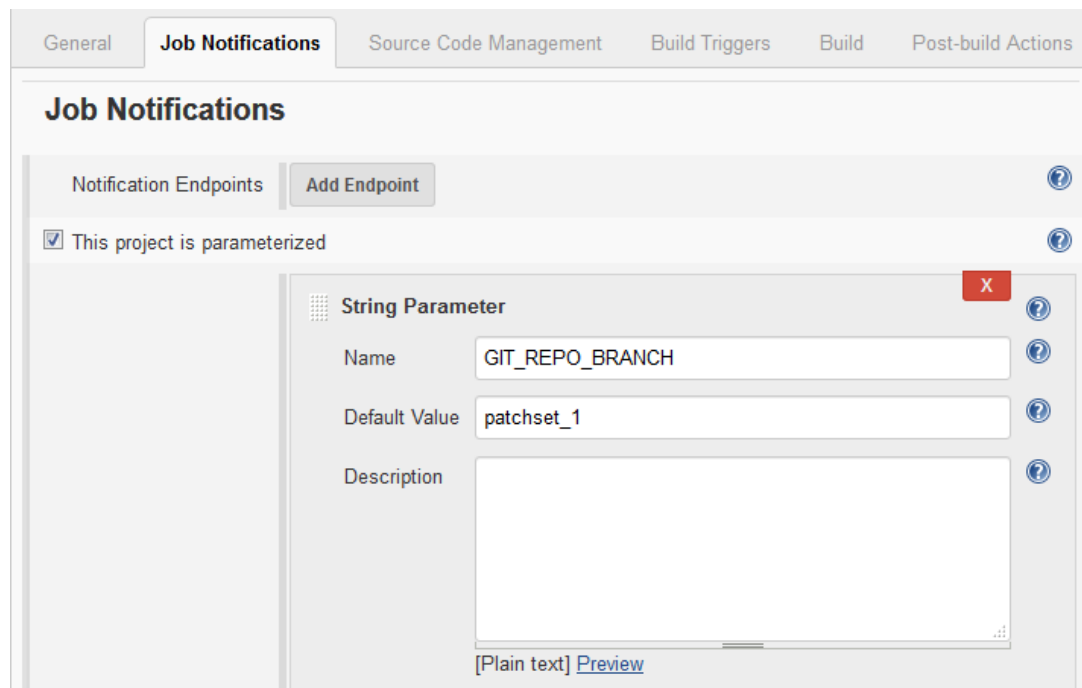 General Job Notifications Source Code Management Build Triggers Build Post-build Actions
Job Notifications
Notification Endpoints Add Endpoint
This project is parameterized
X
String Parameter
Name GIT_REPO_BRANCH
Default Value patchset_1
Description
[Plain text] Preview